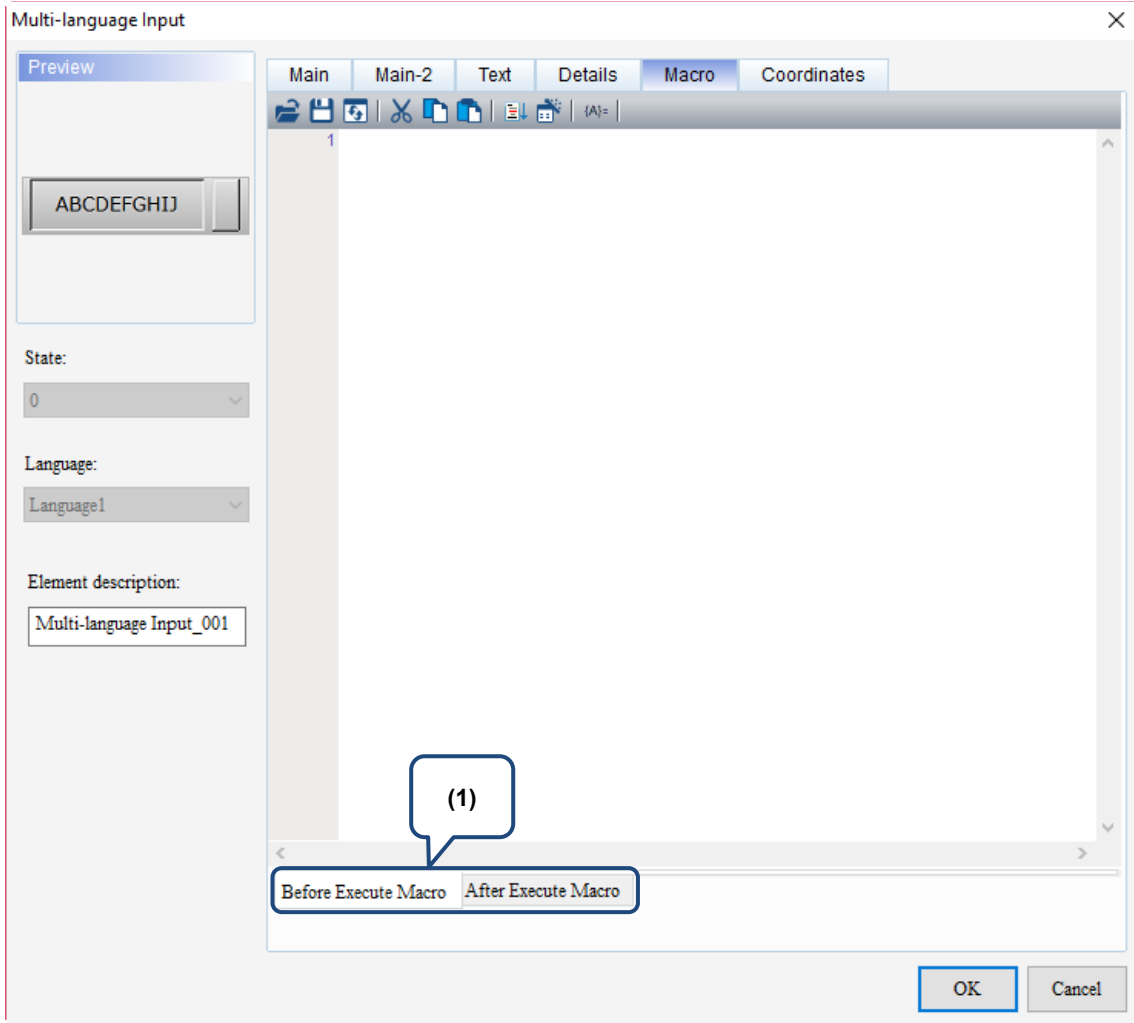 Multi-language Input
Preview
Main Main-2 Text Details Macro Coordinates
{A}=
1
ABCDEFGHIJ
State:
0
Language:
Language1
Element description:
Multi-language Input_001
(1)
Before Execute Macro After Execute Macro
OK Cancel